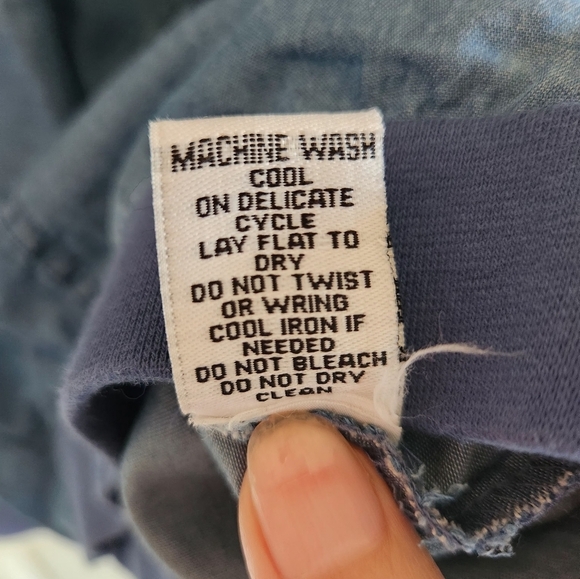 MACHINE WASH
COOL
ON DELICATE
CYCLE
LAY FLAT TO
DRY
DO NOT TWIST
OR WRING
COOL IRON IF
NEEDED
DO NOT BLEACH
DO NOT DRY
CLEAN